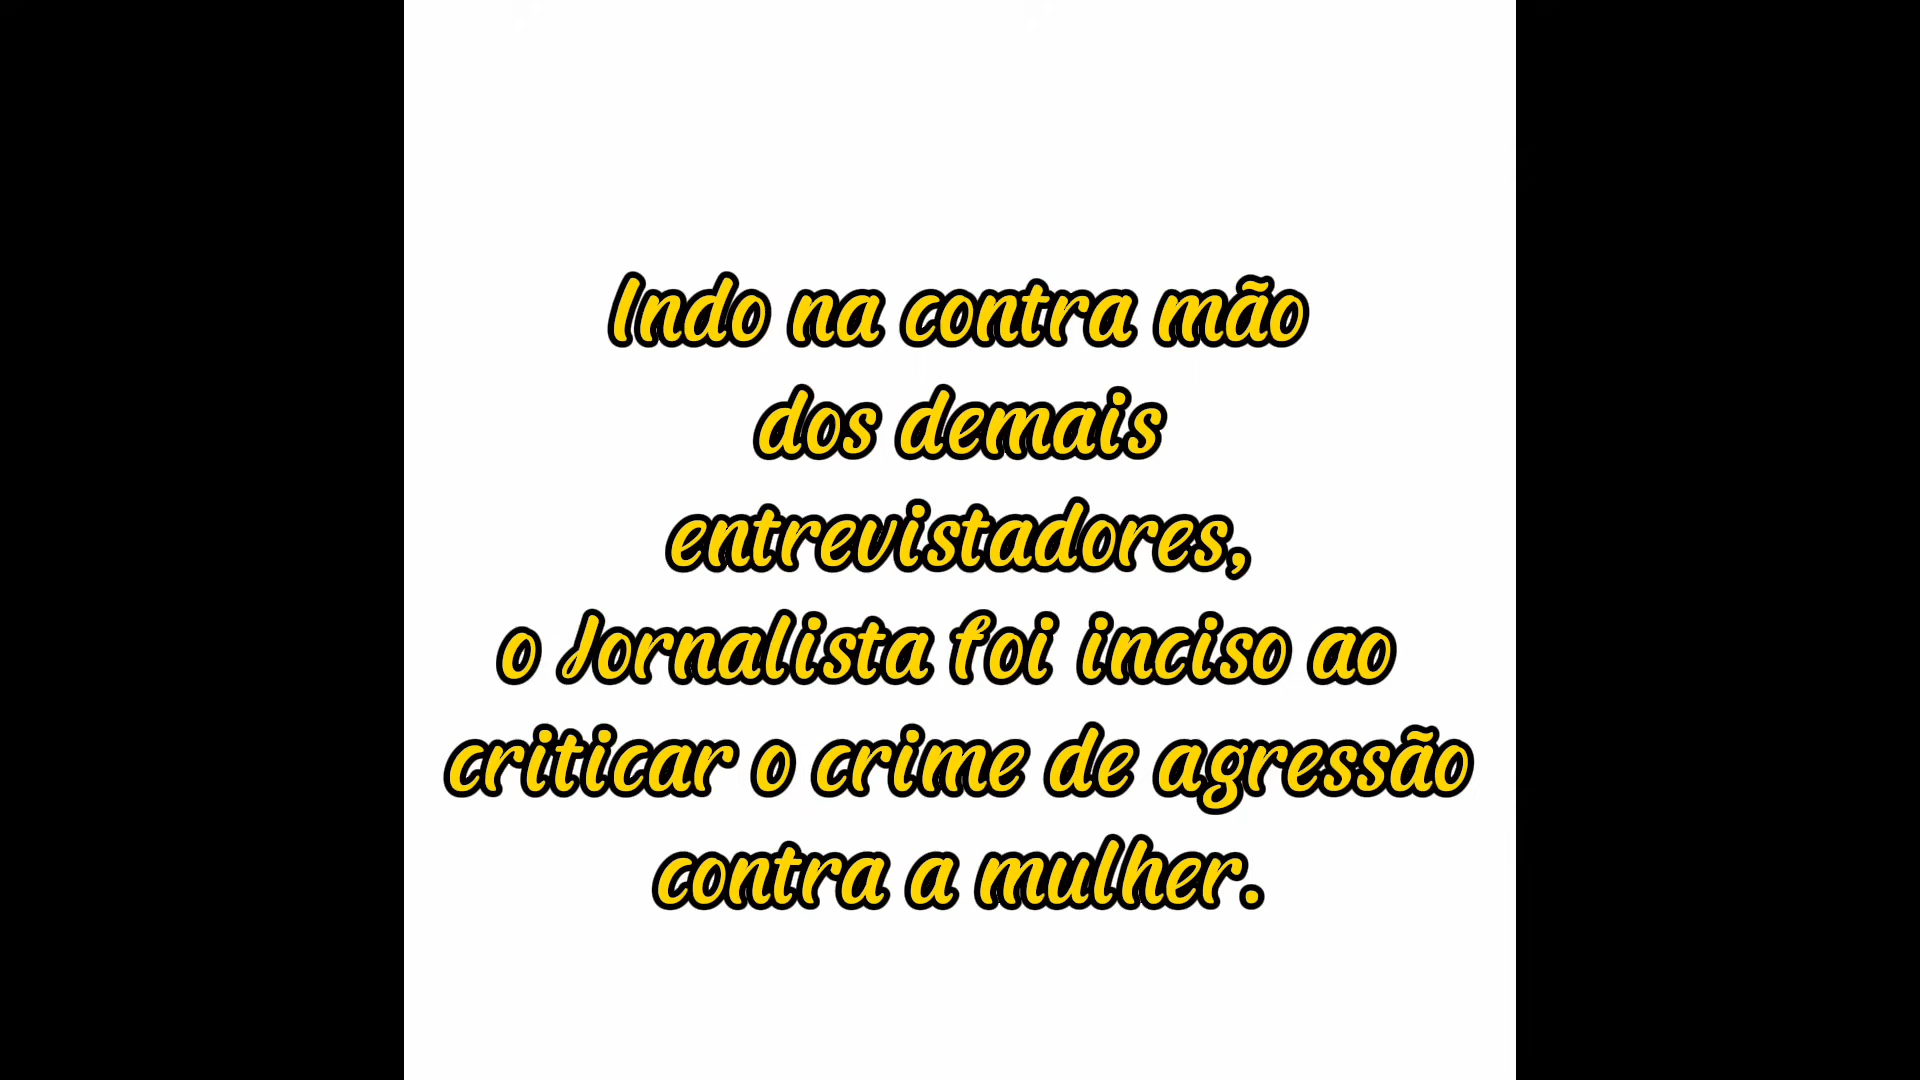 Indo na contra mão
dos demais
entrevistadores,
o Jornalista foi inciso ao
criticar o crime de agressão
contra a mulher.